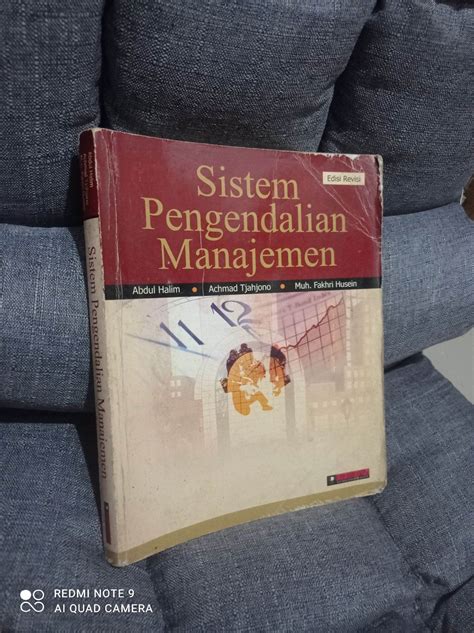 Edisi Revisi
Sistem
Pengendalian
Manajemen
Abdul Halim • Achmad Tjahjono • Muh. Fakhri Husein
11 12
Sistem Pengendalian Manajemen
REDMI NOTE 9
AI QUAD CAMERA